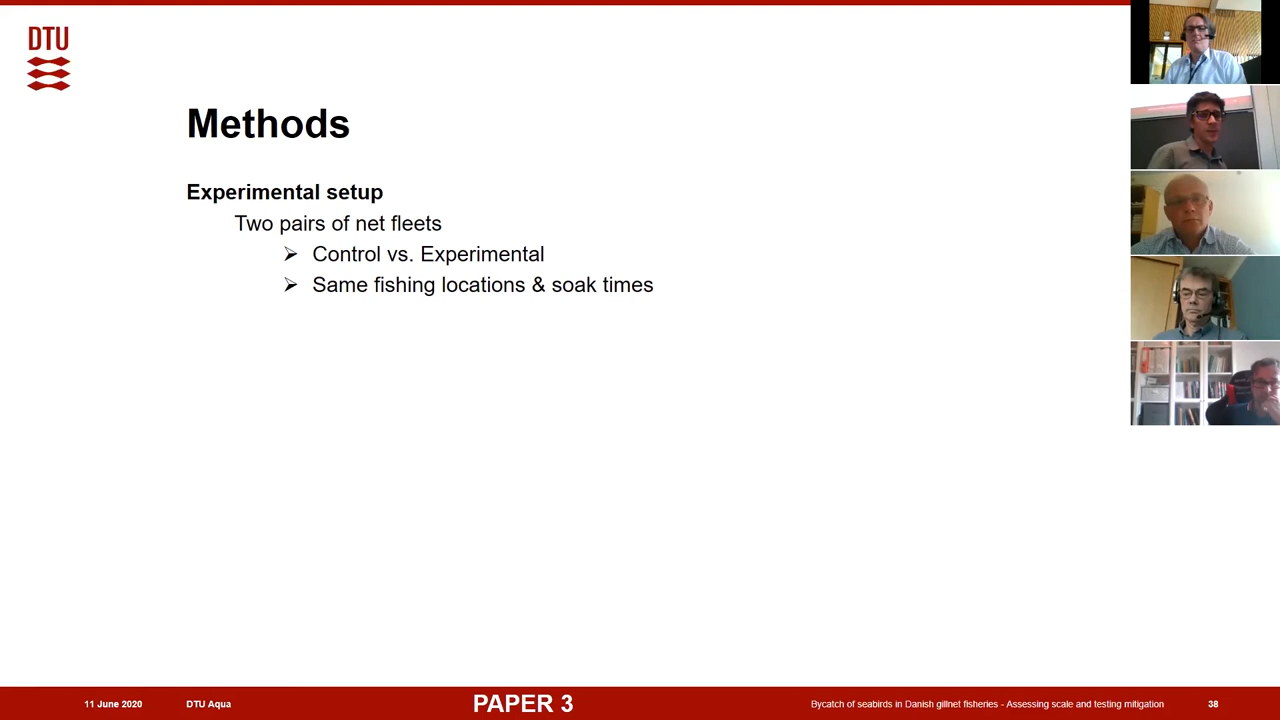 DTU
Methods
Experimental setup
Two pairs of net fleets
➢ Control vs. Experimental
➢ Same fishing locations & soak times
11 June 2020 DTU Aqua PAPER 3 Bycatch of seabirds in Danish gillnet fisheries - Assessing scale and testing mitigation 38